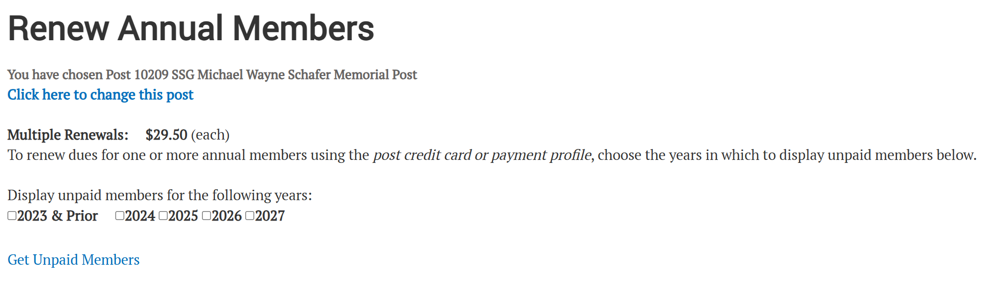 Renew Annual Members
You have chosen Post 10209 SSG Michael Wayne Schafer Memorial Post
Click here to change this post
Multiple Renewals: $29.50 (each)
To renew dues for one or more annual members using the post credit card or payment profile, choose the years in which to display unpaid members below.
Display unpaid members for the following years:
2023 & Prior 2024 2025 2026 2027
Get Unpaid Members